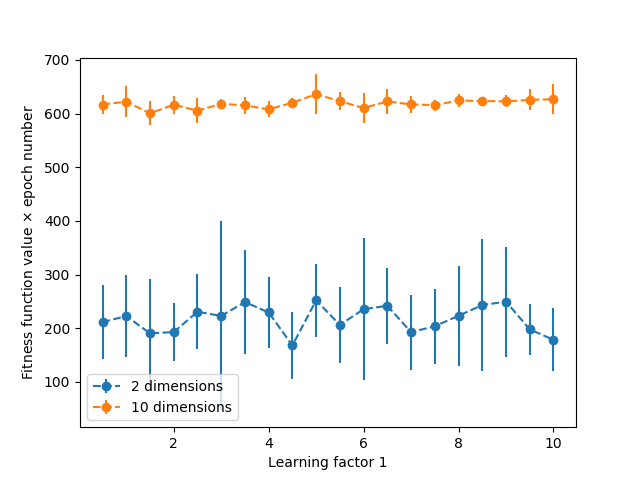 700
600
500
400
300
200
100
Fitness function value × epoch number
2 dimensions
10 dimensions
2 4 6 8 10
Learning factor 1